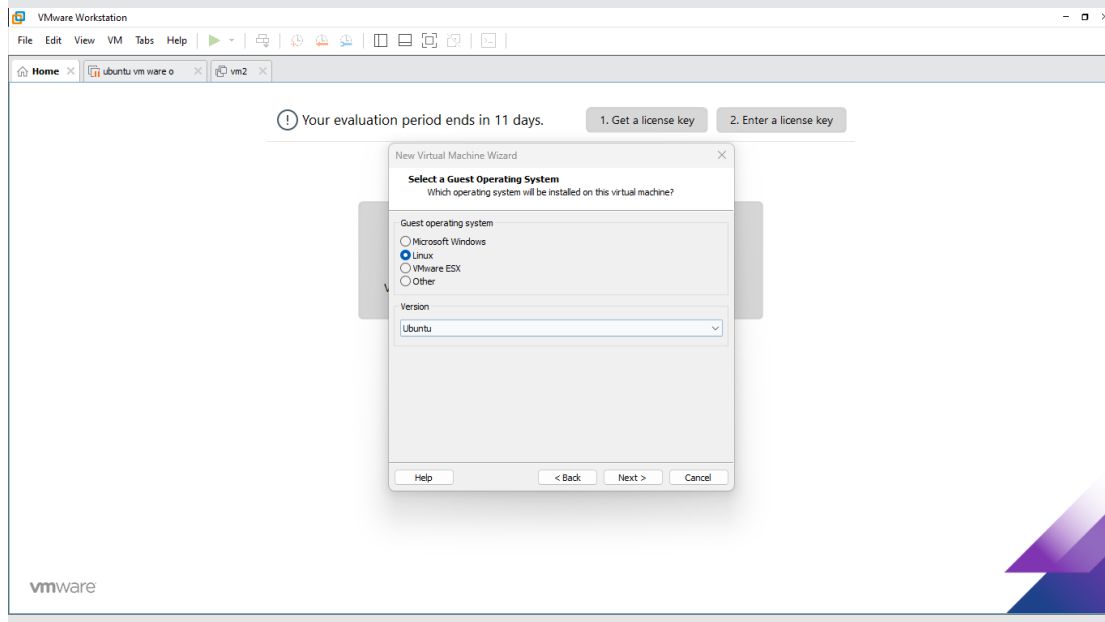 VMware Workstation
File Edit View VM Tabs Help
Home ubuntu vm ware o vm2
! Your evaluation period ends in 11 days. 1. Get a license key 2. Enter a license key
New Virtual Machine Wizard
Select a Guest Operating System
Which operating system will be installed on this virtual machine?
Guest operating system
Microsoft Windows
Linux
VMware ESX
Other
Version
Ubuntu
Help < Back Next > Cancel
vmware